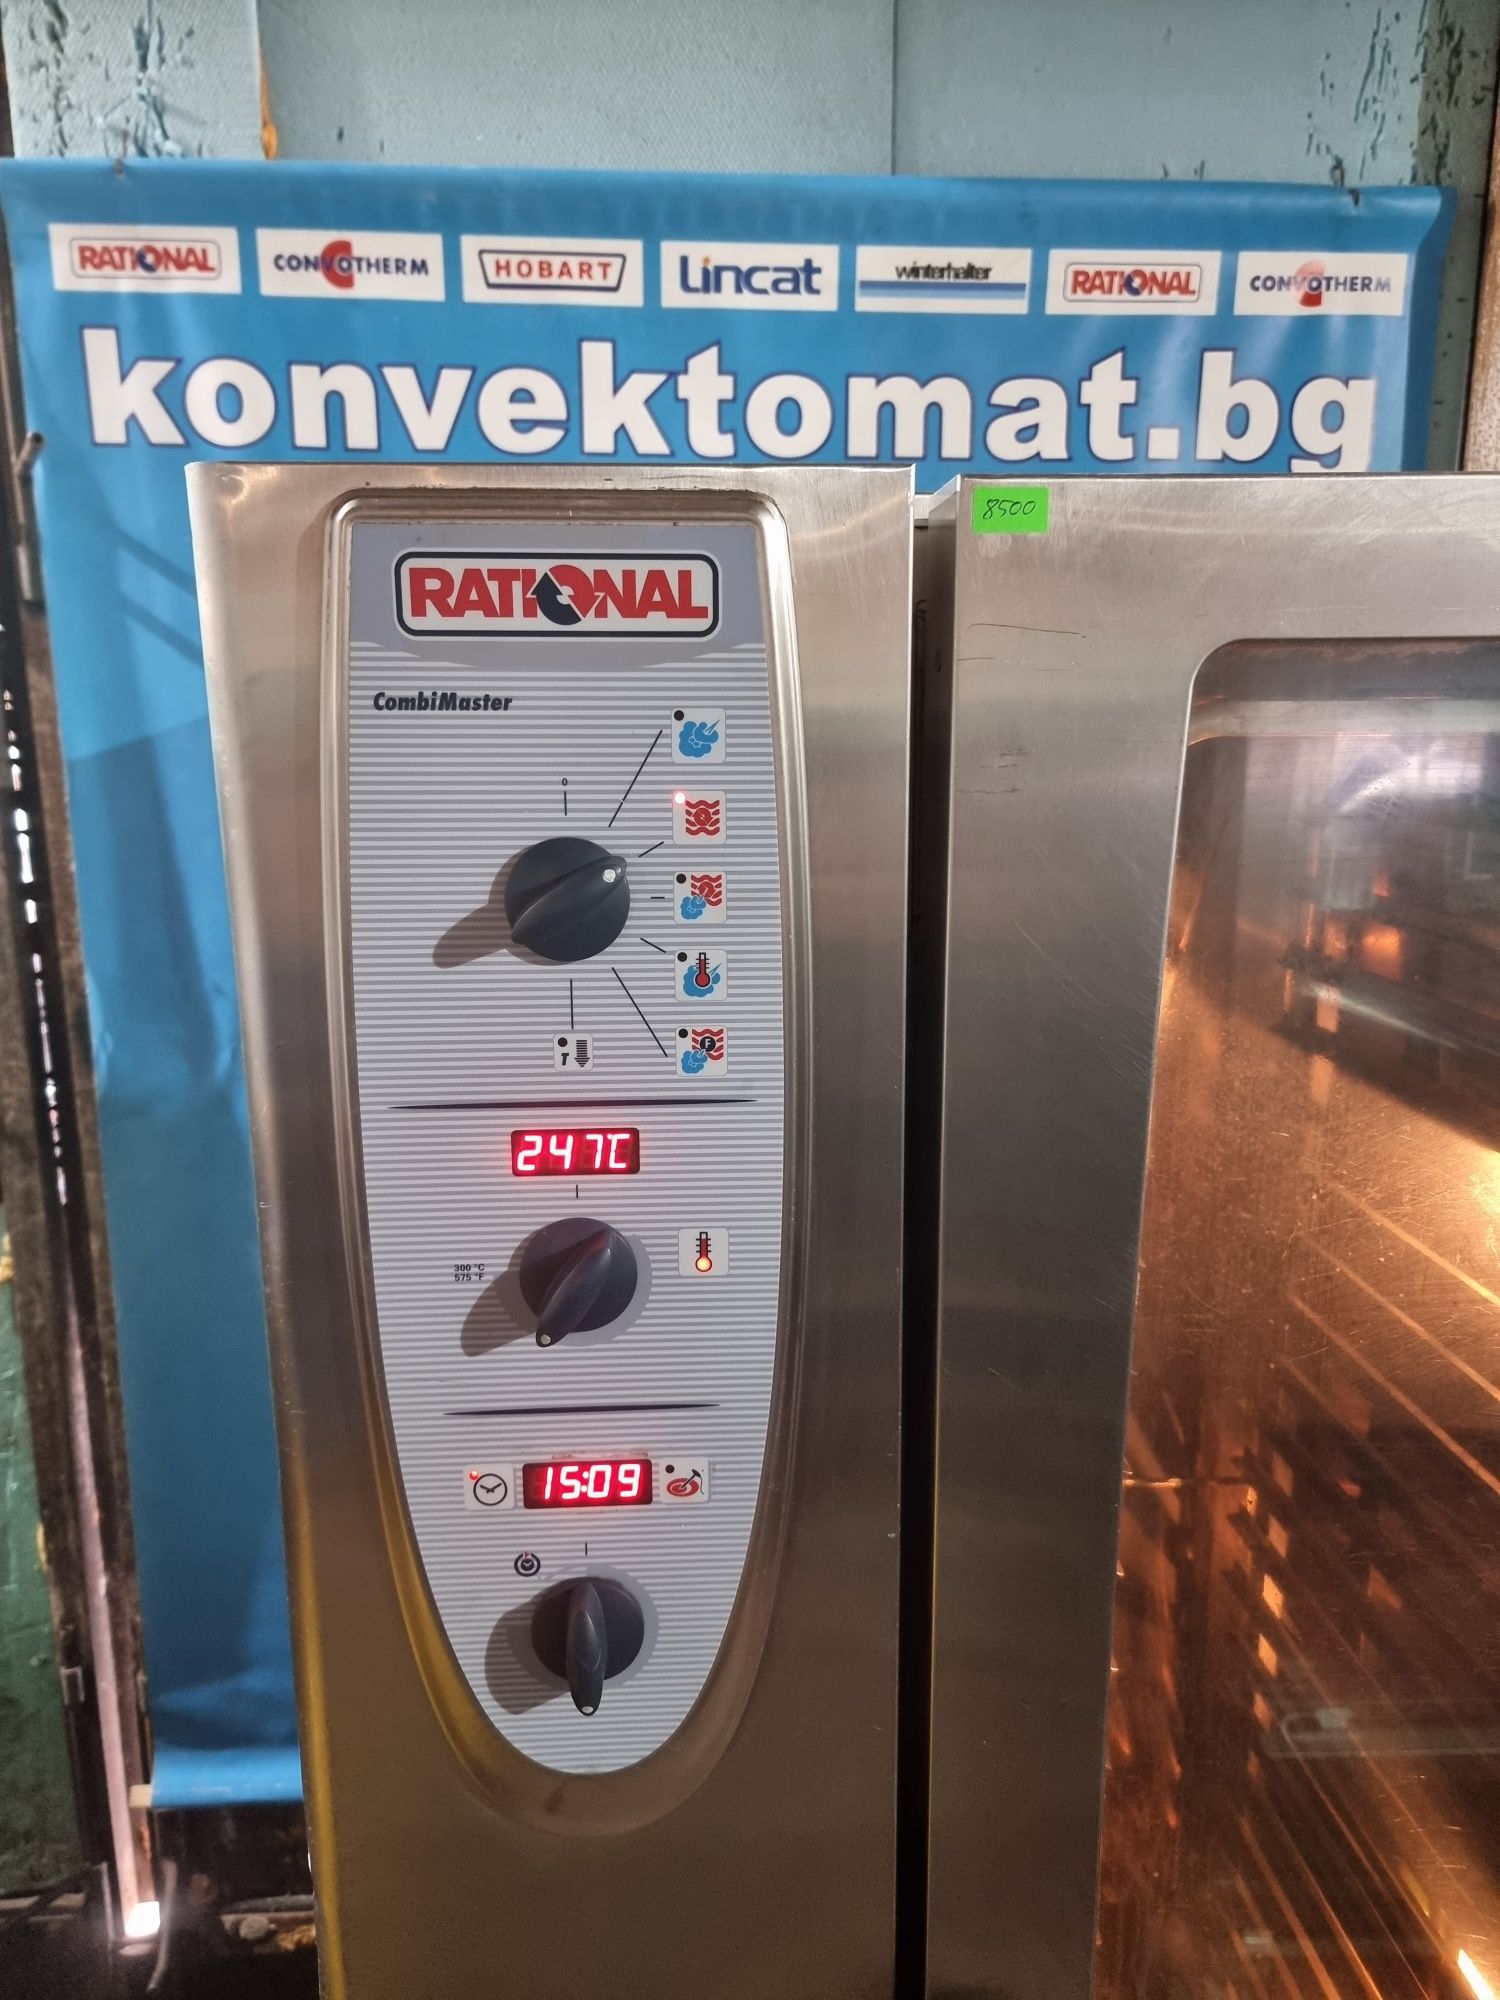 RATIONAL CONVOTHERM HOBART Lincat winterhalter RATIONAL CONVOTHERM
konvektomat.bg
8500
RATIONAL
CombiMaster
0
F
T
247C
300 °C
575 °F
15:09